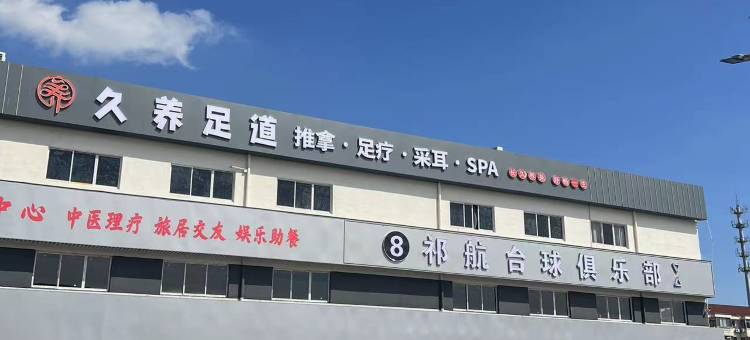 久养足道 推拿·足疗·采耳·SPA
中心 中医理疗 旅居交友 娱乐助餐
8 祁航台球俱乐部